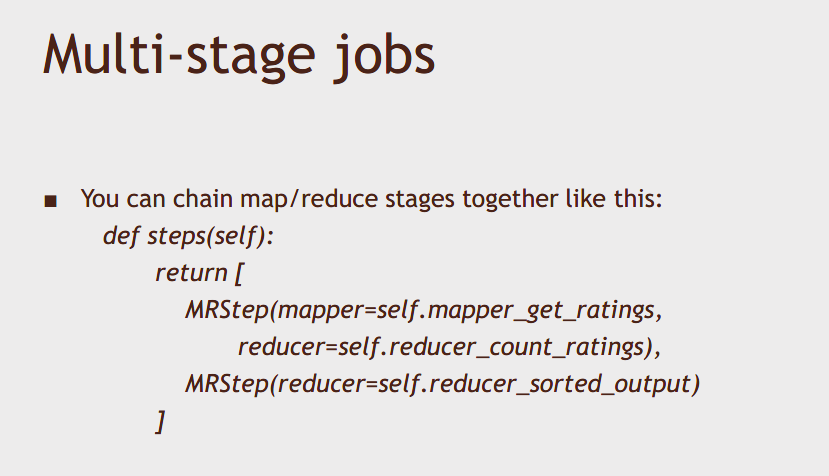 Multi-stage jobs
▪ You can chain map/reduce stages together like this:
def steps(self):
return [
MRStep(mapper=self.mapper_get_ratings,
reducer=self.reducer_count_ratings),
MRStep(reducer=self.reducer_sorted_output)
]